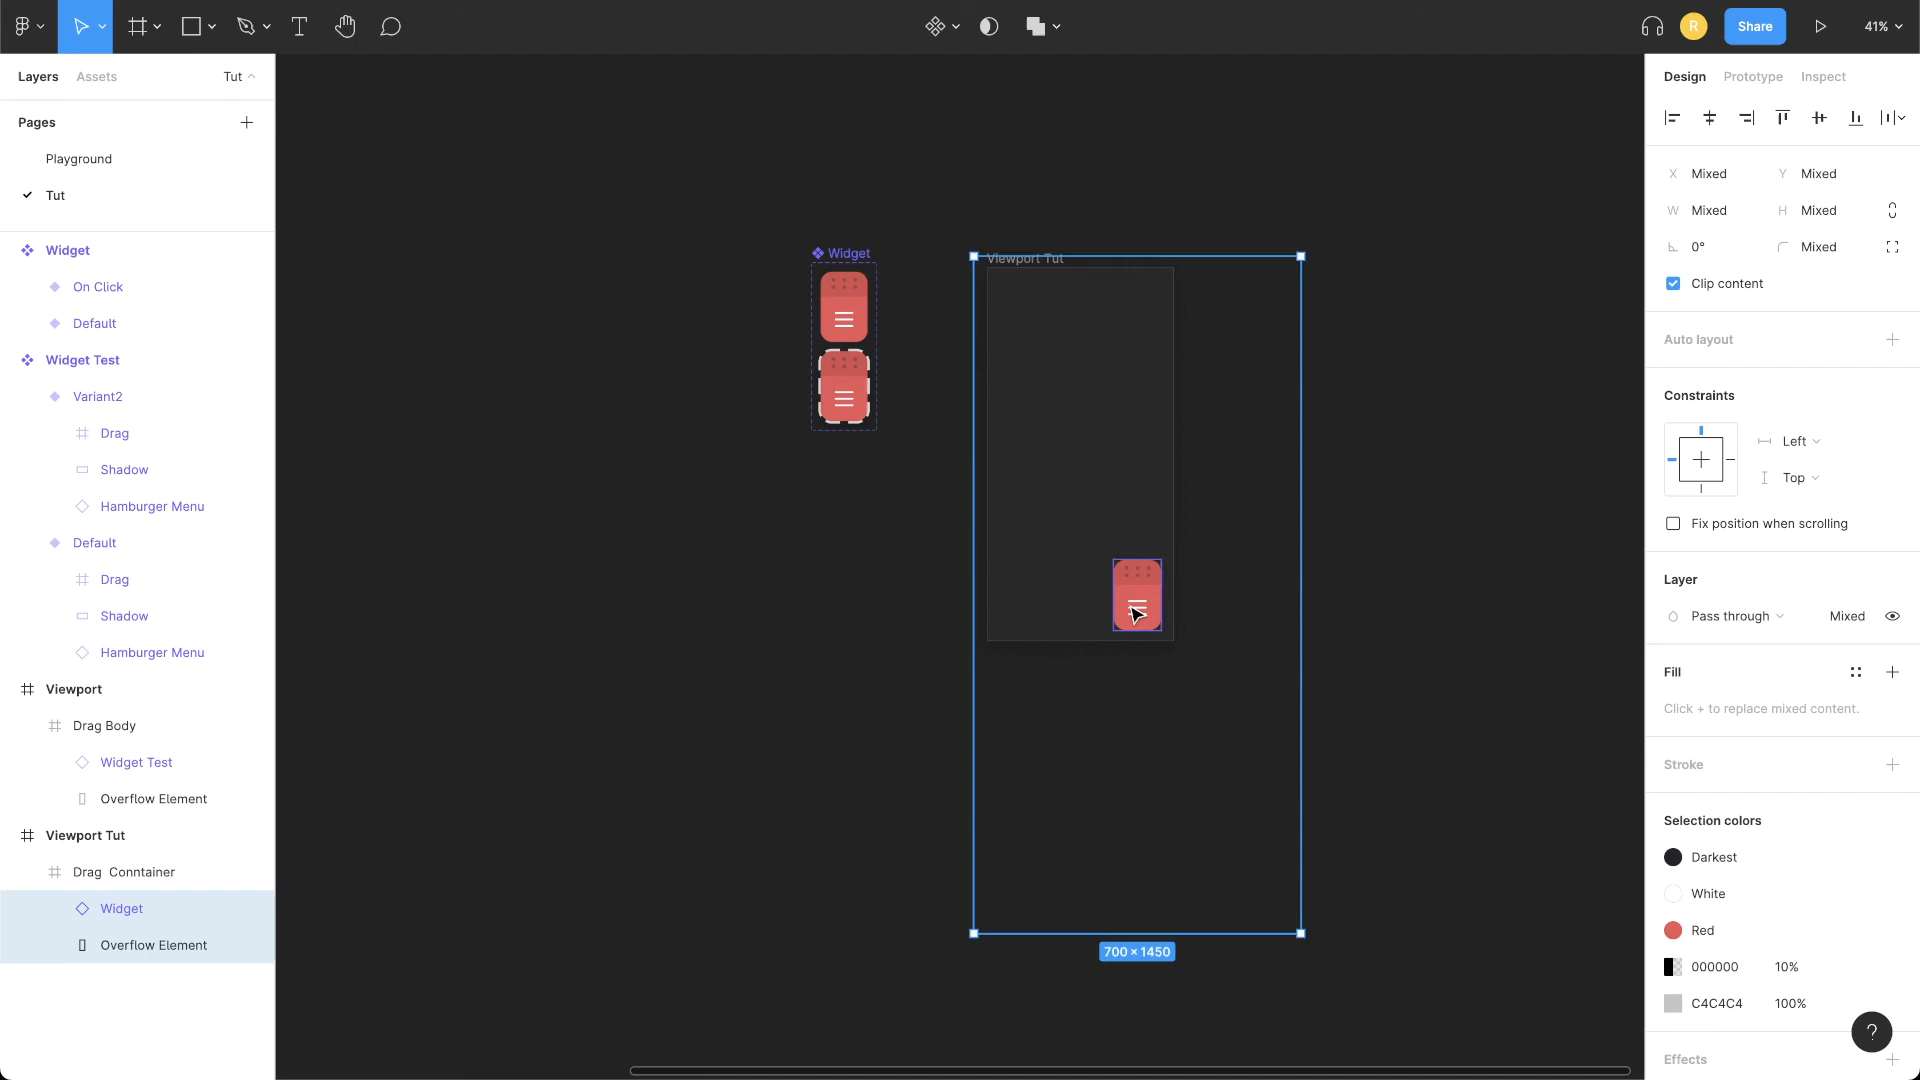 R
Share
41%
Layers
Assets
Tut
Pages
Playground
Tut
Widget
On Click
Default
Widget Test
Variant2
Drag
Shadow
Hamburger Menu
Default
Drag
Shadow
Hamburger Menu
Viewport
Drag Body
Widget Test
Overflow Element
Viewport Tut
Drag Conntainer
Widget
Overflow Element
Widget
Viewport Tut
700 × 1450
Design
Prototype
Inspect
X Mixed
Y Mixed
W Mixed
H Mixed
0°
Mixed
Clip content
Auto layout
Constraints
Left
Top
Fix position when scrolling
Layer
Pass through
Mixed
Fill
Click + to replace mixed content.
Stroke
Selection colors
Darkest
White
Red
000000 10%
C4C4C4 100%
Effects
?